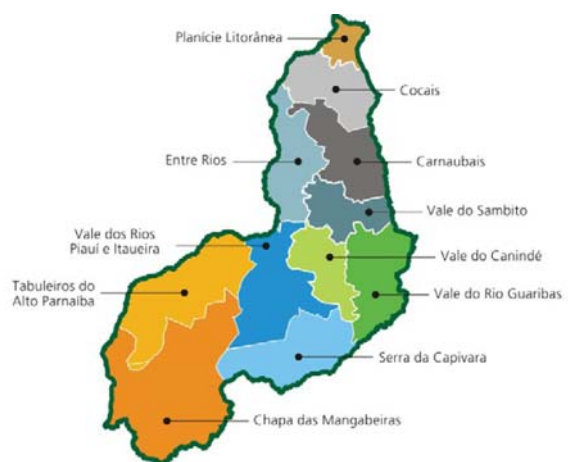 Planície Litorânea
Cocais
Entre Rios
Carnaubais
Vale do Sambito
Vale dos Rios
Piauí e Itaueira
Vale do Canindé
Tabuleiros do
Alto Parnaíba
Vale do Rio Guaribas
Serra da Capivara
Chapa das Mangabeiras